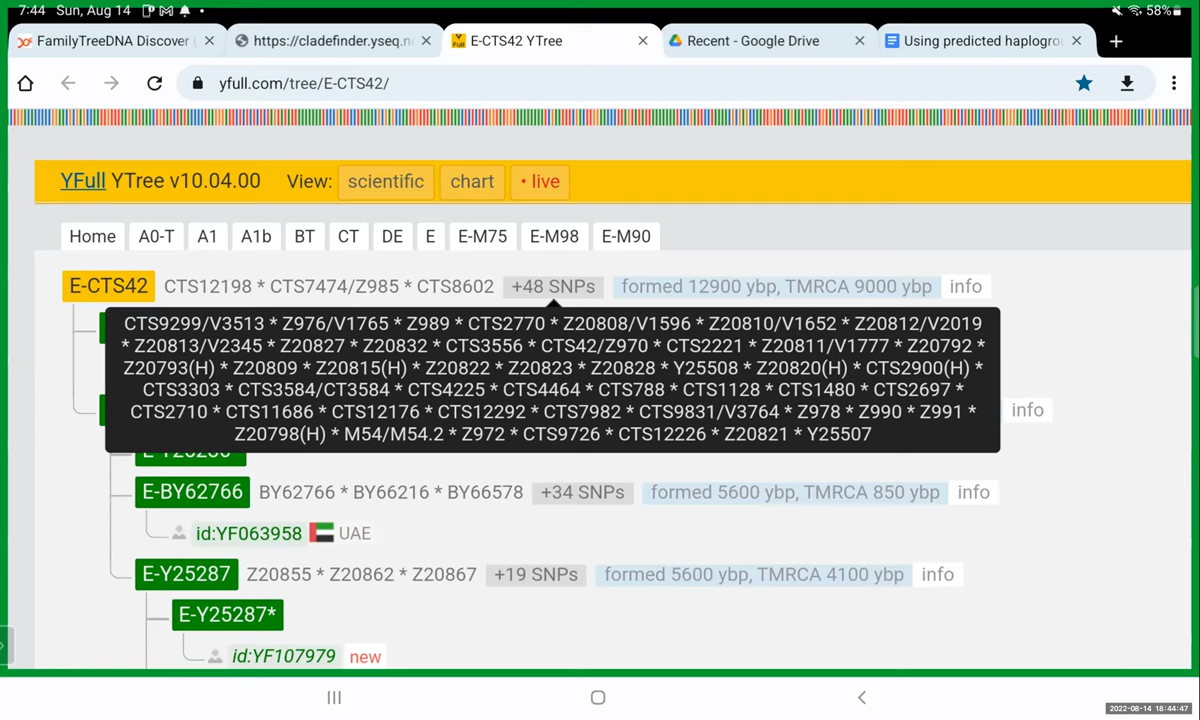 7:44 Sun, Aug 14 • 58%
FamilyTreeDNA Discover
https://cladefinder.yseq.n
E-CTS42 YTree
Recent - Google Drive
Using predicted haplogro
yfull.com/tree/E-CTS42/
YFull YTree v10.04.00 View: scientific chart • live
Home A0-T A1 A1b BT CT DE E E-M75 E-M98 E-M90
E-CTS42 CTS12198 * CTS7474/Z985 * CTS8602 +48 SNPs formed 12900 ybp, TMRCA 9000 ybp info
CTS9299/V3513 * Z976/V1765 * Z989 * CTS2770 * Z20808/V1596 * Z20810/V1652 * Z20812/V2019
* Z20813/V2345 * Z20827 * Z20832 * CTS3556 * CTS42/Z970 * CTS2221 * Z20811/V1777 * Z20792 *
Z20793(H) * Z20809 * Z20815(H) * Z20822 * Z20823 * Z20828 * Y25508 * Z20820(H) * CTS2900(H) *
CTS3303 * CTS3584/CT3584 * CTS4225 * CTS4464 * CTS788 * CTS1128 * CTS1480 * CTS2697 *
CTS2710 * CTS11686 * CTS12176 * CTS12292 * CTS7982 * CTS9831/V3764 * Z978 * Z990 * Z991 *
Z20798(H) * M54/M54.2 * Z972 * CTS9726 * CTS12226 * Z20821 * Y25507
info
E-BY62766 BY62766 * BY66216 * BY66578 +34 SNPs formed 5600 ybp, TMRCA 850 ybp info
id:YF063958 UAE
E-Y25287 Z20855 * Z20862 * Z20867 +19 SNPs formed 5600 ybp, TMRCA 4100 ybp info
E-Y25287*
id:YF107979 new
2022-08-14 18:44:47